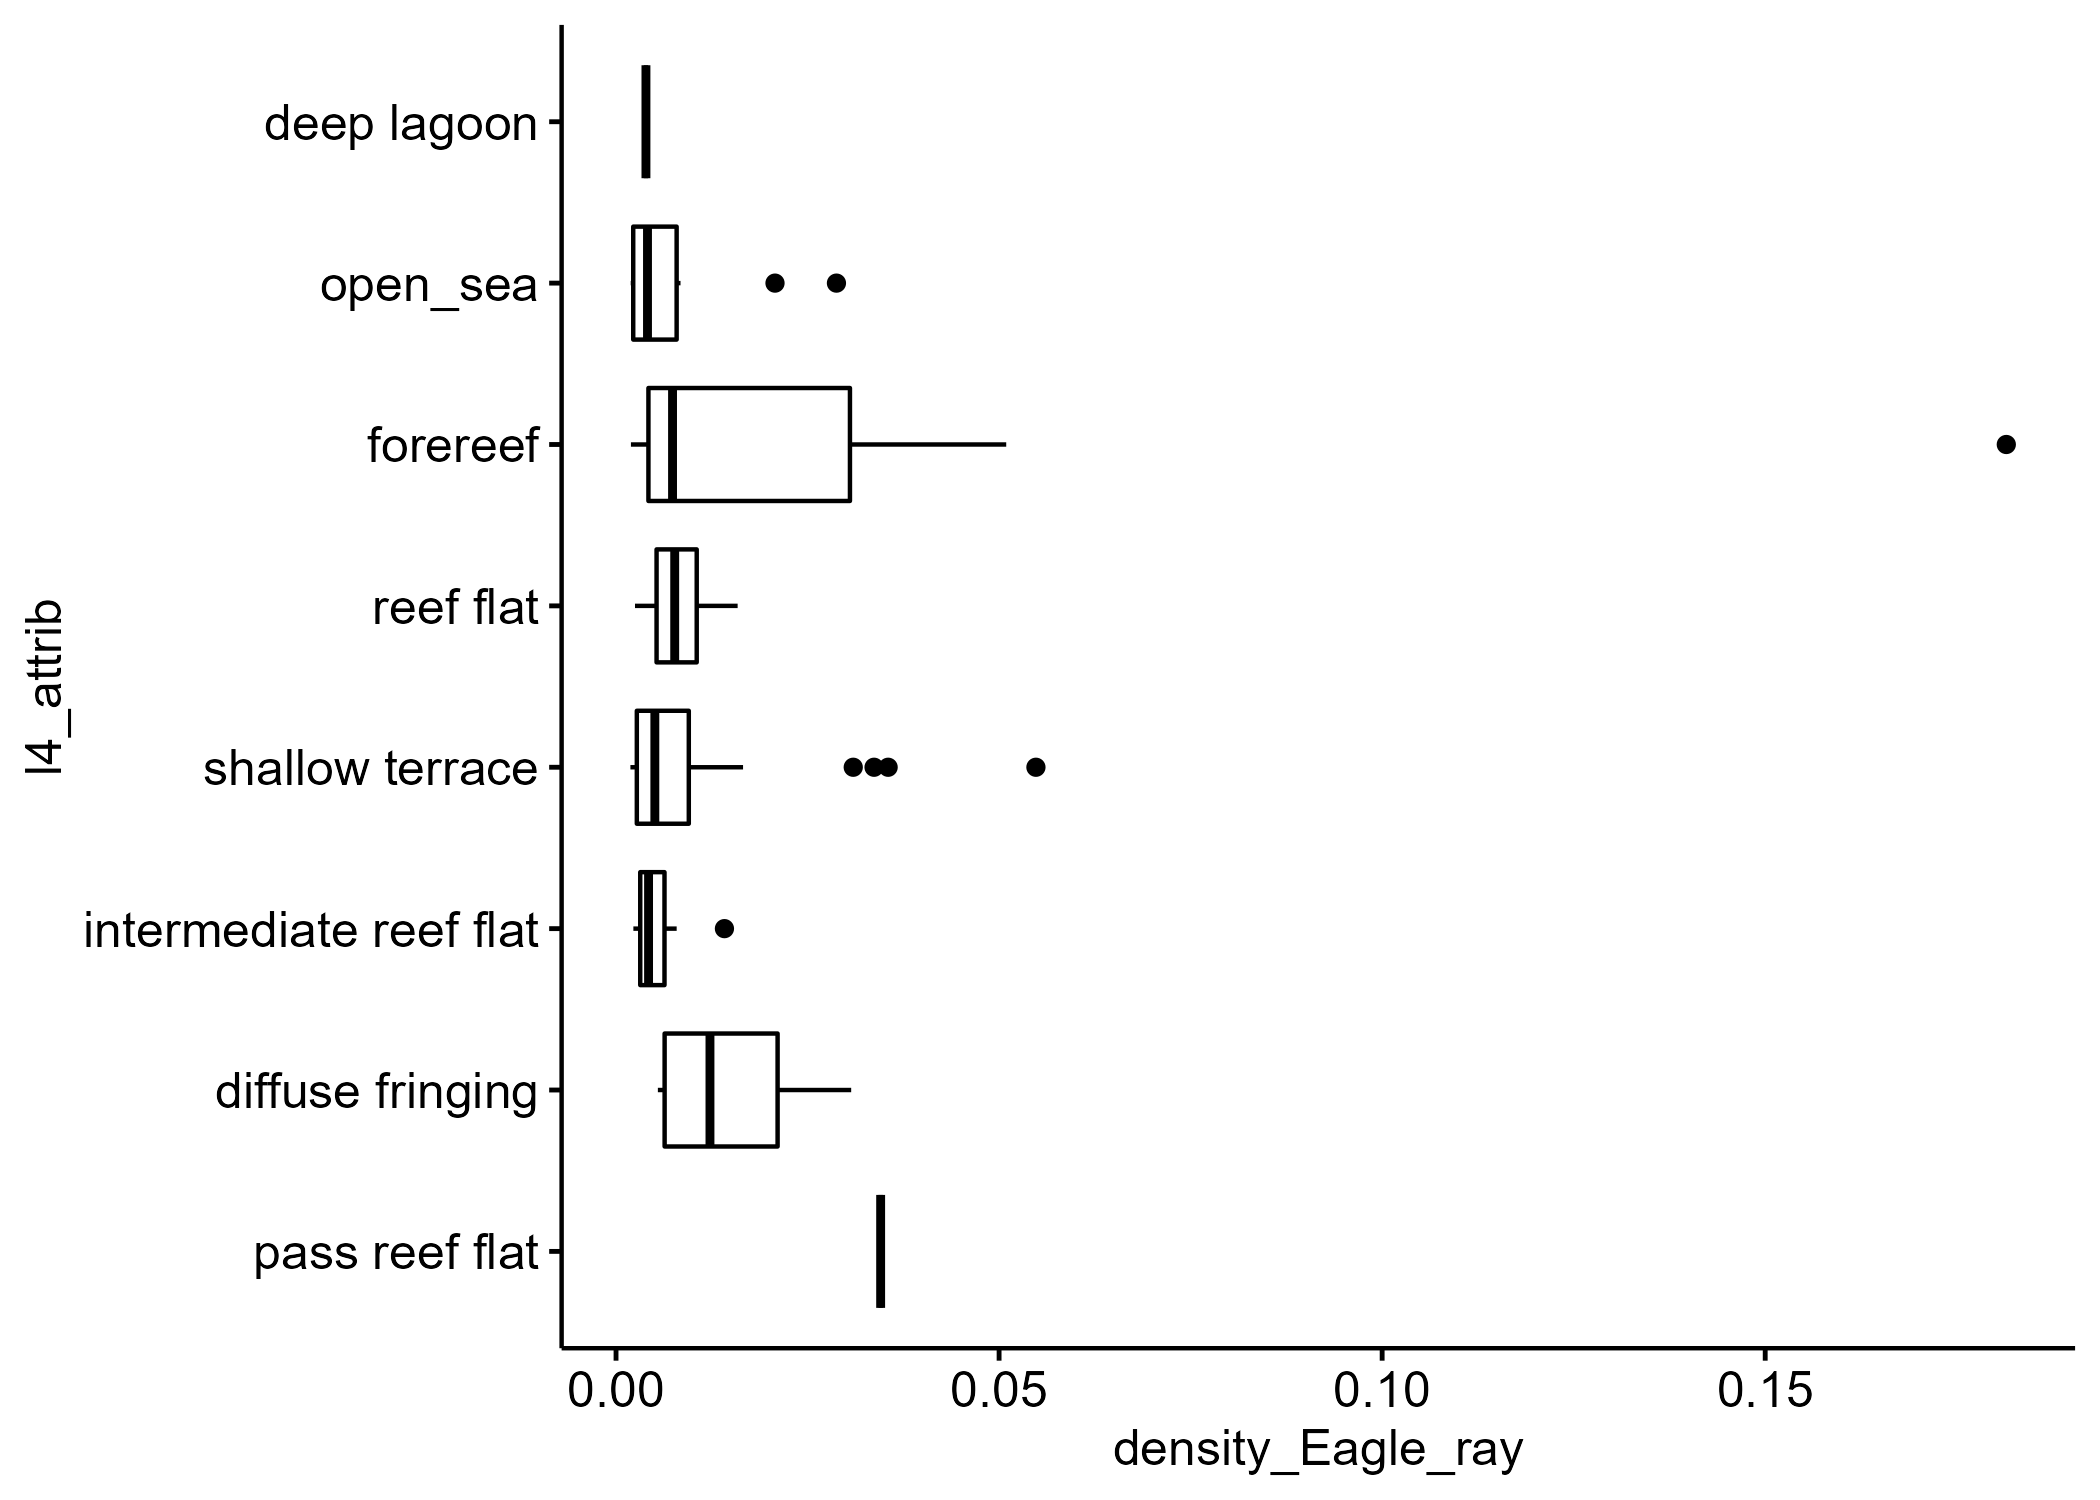 deep lagoon
open_sea
forereef
reef flat
shallow terrace
intermediate reef flat
diffuse fringing
pass reef flat
l4_attrib
0.00 0.05 0.10 0.15
density_Eagle_ray